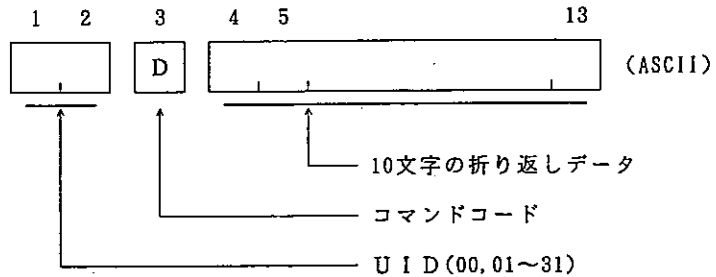 1 2 3 4 5 13
D (ASCII)
10文字の折り返しデータ
コマンドコード
UID(00,01～31)